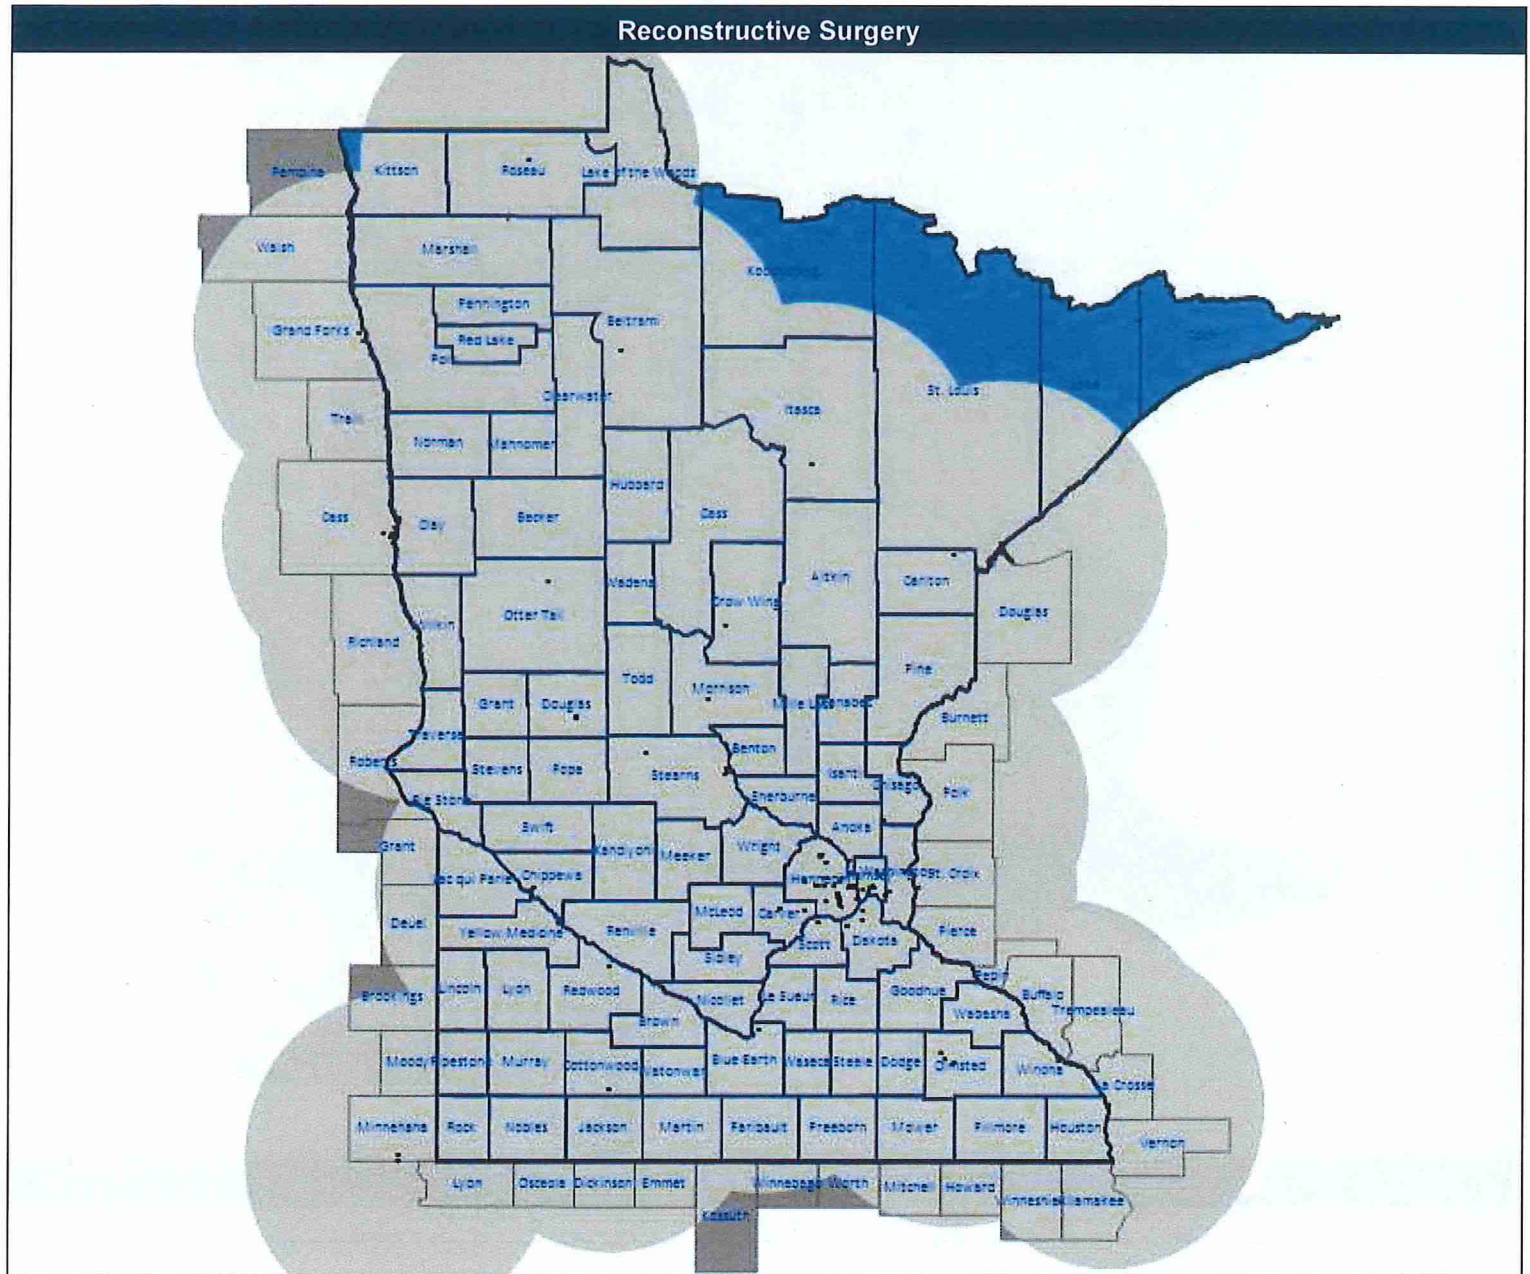 Reconstructive Surgery
Pembina
Kittson
Roseau
Lake of the Woods
Walsh
Marshall
Pennington
Grand Forks
Red Lake
Beltrami
Clearwater
Itasca
St. Louis
Traill
Norman
Mahnomen
Hubbard
Cass
Cass
Clay
Becker
Wadena
Crow Wing
Aitkin
Carlton
Douglas
Otter Tail
Richland
Wilkin
Todd
Morrison
Pine
Grant
Douglas
Burnett
Traverse
Benton
Roberts
Stevens
Pope
Stearns
Isanti
Chisago
Polk
Big Stone
Sherburne
Swift
Kandiyohi
Meeker
Wright
Anoka
Grant
Lac qui Parle
Chippewa
St. Croix
McLeod
Carver
Deuel
Yellow Medicine
Renville
Scott
Dakota
Pierce
Sibley
Pepin
Brookings
Lincoln
Lyon
Redwood
Nicollet
Le Sueur
Rice
Goodhue
Buffalo
Wabasha
Trempealeau
Brown
Moody
Pipestone
Murray
Cottonwood
Watonwan
Blue Earth
Waseca
Steele
Dodge
Olmsted
Winona
La Crosse
Minnehaha
Rock
Nobles
Jackson
Martin
Faribault
Freeborn
Mower
Fillmore
Houston
Vernon
Lyon
Osceola
Dickinson
Emmet
Kossuth
Winnebago
Worth
Mitchell
Howard
Winneshiek
Allamakee